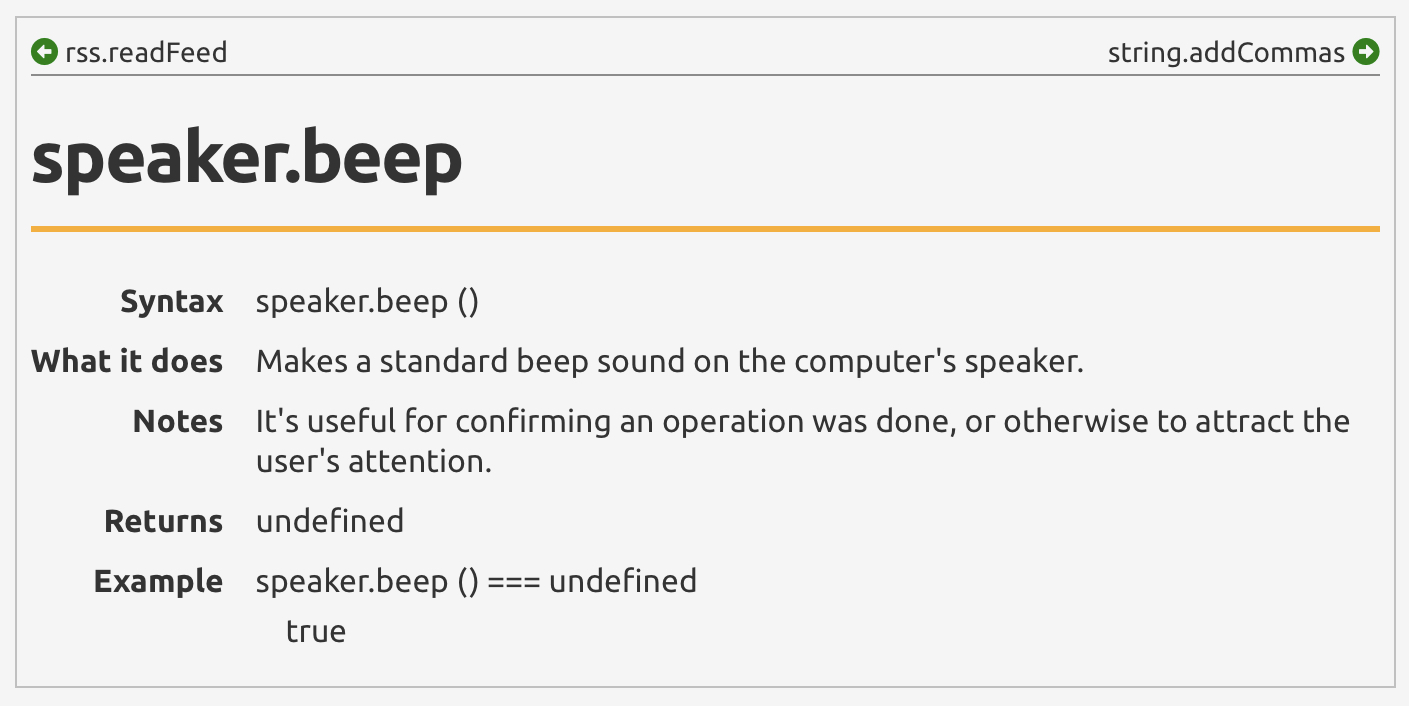 rss.readFeed
string.addCommas
speaker.beep
Syntax speaker.beep ()
What it does Makes a standard beep sound on the computer's speaker.
Notes It's useful for confirming an operation was done, or otherwise to attract the
user's attention.
Returns undefined
Example speaker.beep () === undefined
true